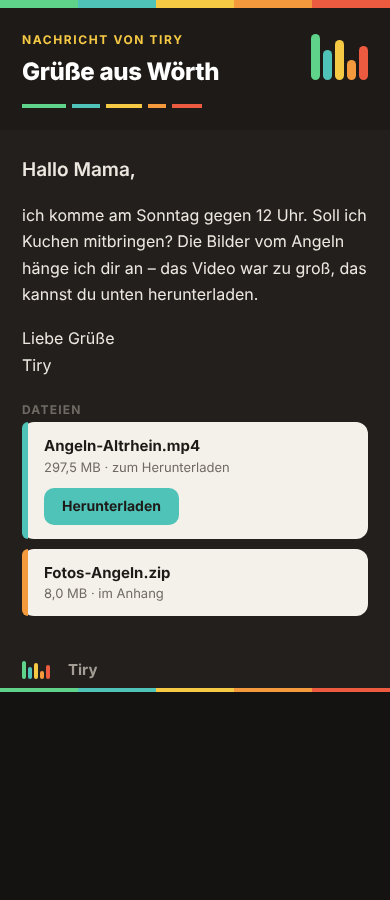 NACHRICHT VON TIRY
Grüße aus Wörth
Hallo Mama,
ich komme am Sonntag gegen 12 Uhr. Soll ich
Kuchen mitbringen? Die Bilder vom Angeln
hänge ich dir an – das Video war zu groß, das
kannst du unten herunterladen.
Liebe Grüße
Tiry
DATEIEN
Angeln-Altrhein.mp4
297,5 MB · zum Herunterladen
Herunterladen
Fotos-Angeln.zip
8,0 MB · im Anhang
Tiry